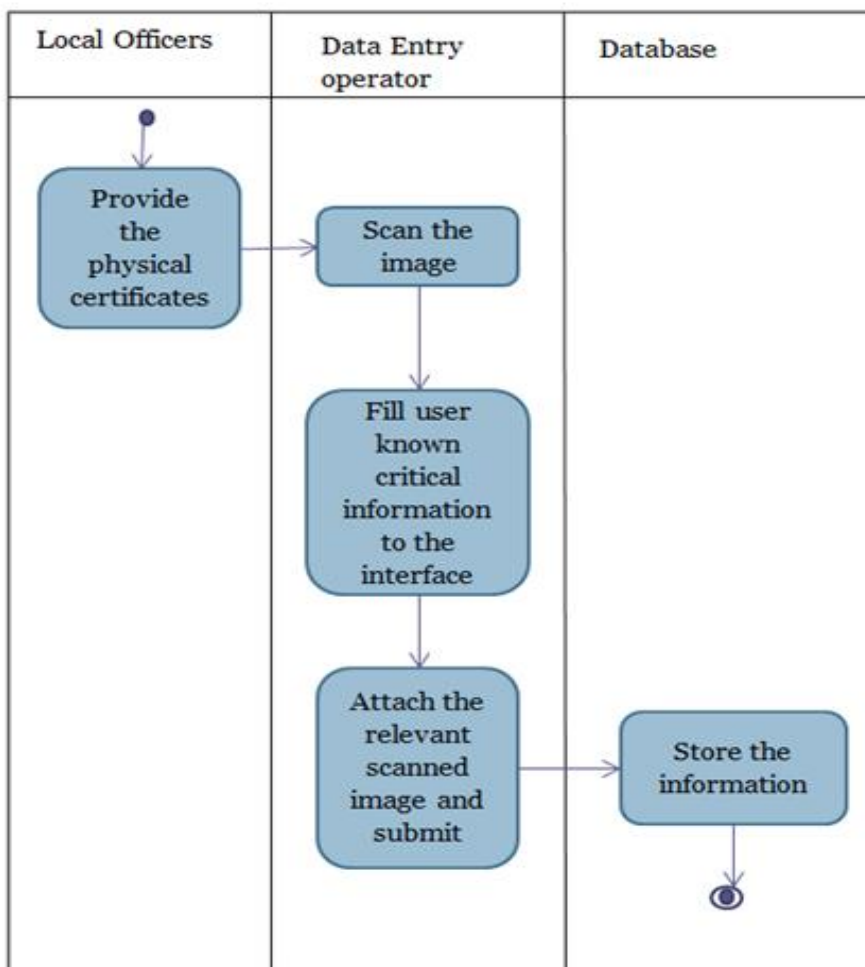 Local Officers
Data Entry
operator
Database
Provide
the
physical
certificates
Scan the
image
Fill user
known
critical
information
to the
interface
Attach the
relevant
scanned
image and
submit
Store the
information